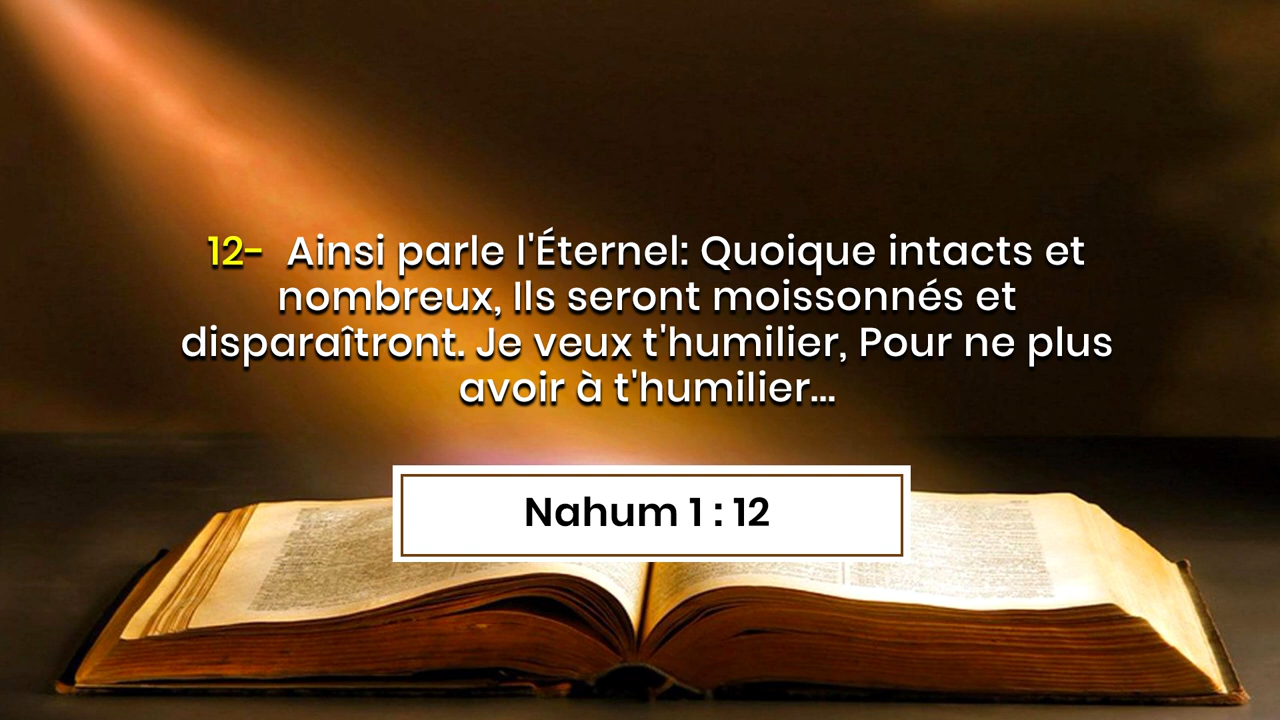 12- Ainsi parle l'Éternel: Quoique intacts et
nombreux, Ils seront moissonnés et
disparaîtront. Je veux t'humilier, Pour ne plus
avoir à t'humilier...
Nahum 1 : 12